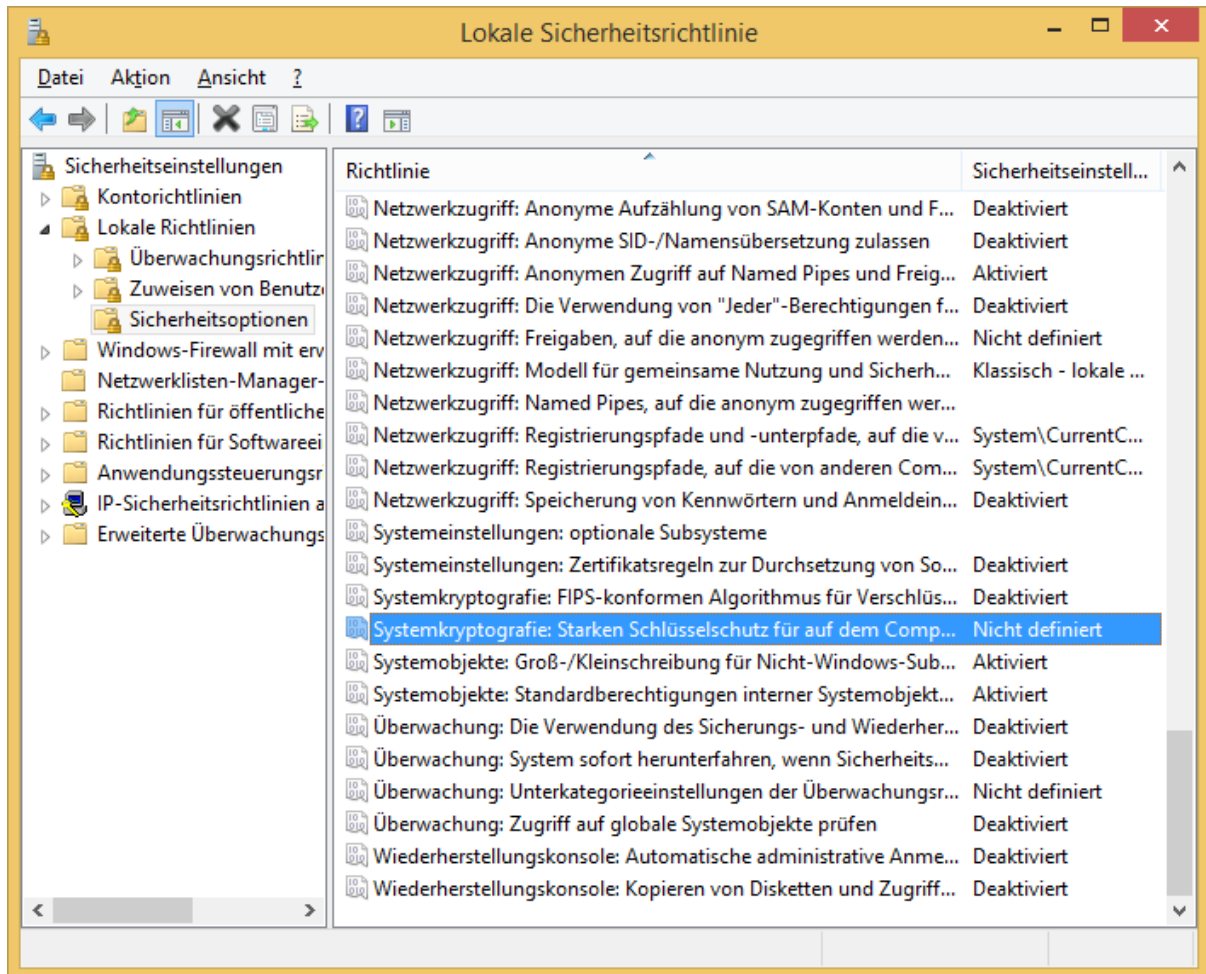 Lokale Sicherheitsrichtlinie
Datei Aktion Ansicht ?
Sicherheitseinstellungen
Kontorichtlinien
Lokale Richtlinien
Überwachungsrichtlin
Zuweisen von Benutze
Sicherheitsoptionen
Windows-Firewall mit erw
Netzwerklisten-Manager-
Richtlinien für öffentliche
Richtlinien für Softwareei
Anwendungssteuerungsr
IP-Sicherheitsrichtlinien a
Erweiterte Überwachungs
Richtlinie Sicherheitseinstell...
Netzwerkzugriff: Anonyme Aufzählung von SAM-Konten und F... Deaktiviert
Netzwerkzugriff: Anonyme SID-/Namensübersetzung zulassen Deaktiviert
Netzwerkzugriff: Anonymen Zugriff auf Named Pipes und Freig... Aktiviert
Netzwerkzugriff: Die Verwendung von "Jeder"-Berechtigungen f... Deaktiviert
Netzwerkzugriff: Freigaben, auf die anonym zugegriffen werden... Nicht definiert
Netzwerkzugriff: Modell für gemeinsame Nutzung und Sicherh... Klassisch - lokale ...
Netzwerkzugriff: Named Pipes, auf die anonym zugegriffen wer...
Netzwerkzugriff: Registrierungspfade und -unterpfade, auf die v... System\CurrentC...
Netzwerkzugriff: Registrierungspfade, auf die von anderen Com... System\CurrentC...
Netzwerkzugriff: Speicherung von Kennwörtern und Anmeldein... Deaktiviert
Systemeinstellungen: optionale Subsysteme
Systemeinstellungen: Zertifikatsregeln zur Durchsetzung von So... Deaktiviert
Systemkryptografie: FIPS-konformen Algorithmus für Verschlüs... Deaktiviert
Systemkryptografie: Starken Schlüsselschutz für auf dem Comp... Nicht definiert
Systemobjekte: Groß-/Kleinschreibung für Nicht-Windows-Sub... Aktiviert
Systemobjekte: Standardberechtigungen interner Systemobjekt... Aktiviert
Überwachung: Die Verwendung des Sicherungs- und Wiederher... Deaktiviert
Überwachung: System sofort herunterfahren, wenn Sicherheits... Deaktiviert
Überwachung: Unterkategorieeinstellungen der Überwachungsr... Nicht definiert
Überwachung: Zugriff auf globale Systemobjekte prüfen Deaktiviert
Wiederherstellungskonsole: Automatische administrative Anme... Deaktiviert
Wiederherstellungskonsole: Kopieren von Disketten und Zugriff... Deaktiviert